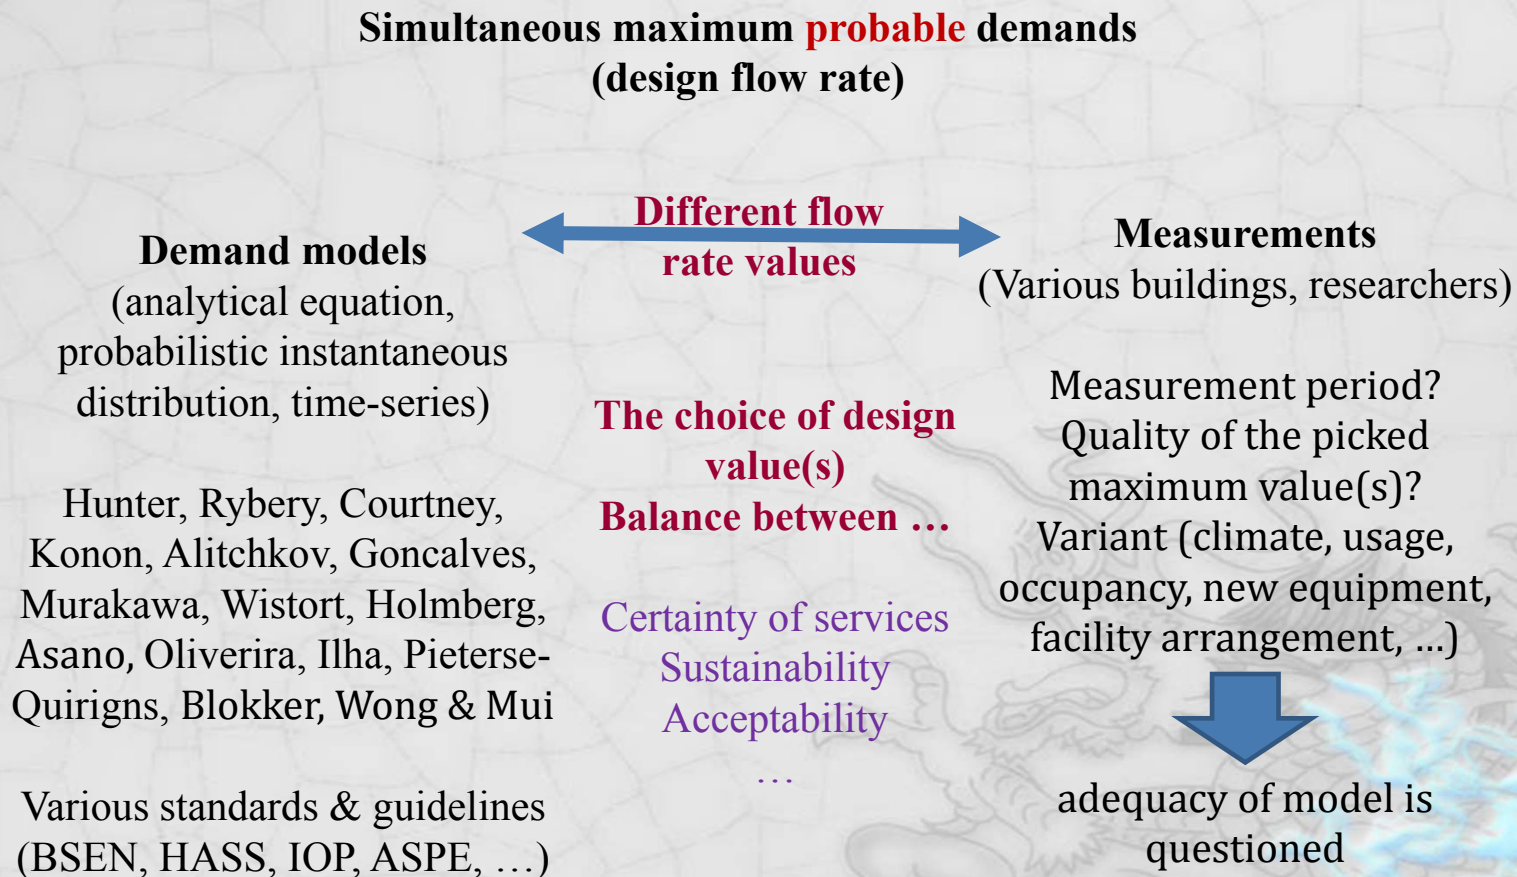 Simultaneous maximum probable demands
(design flow rate)
Demand models
(analytical equation,
probabilistic instantaneous
distribution, time-series)
Hunter, Rybery, Courtney,
Konon, Alitchkov, Goncalves,
Murakawa, Wistort, Holmberg,
Asano, Oliverira, Ilha, Pieterse-
Quirigns, Blokker, Wong & Mui
Various standards & guidelines
(BSEN, HASS, IOP, ASPE, …)
Different flow
rate values
The choice of design
value(s)
Balance between …
Certainty of services
Sustainability
Acceptability
…
Measurements
(Various buildings, researchers)
Measurement period?
Quality of the picked
maximum value(s)?
Variant (climate, usage,
occupancy, new equipment,
facility arrangement, …)
adequacy of model is
questioned